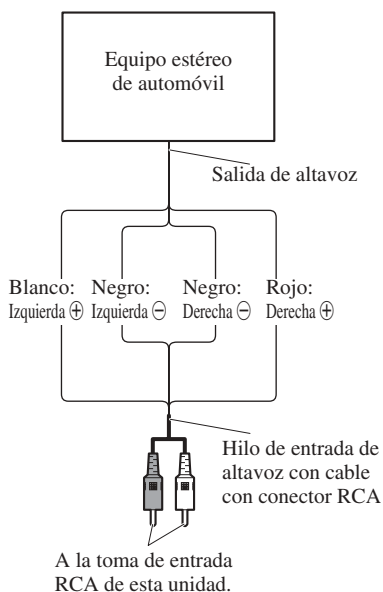 Equipo estéreo
de automóvil
Salida de altavoz
Blanco: Negro: Negro: Rojo:
Izquierda ⊕ Izquierda ⊖ Derecha ⊖ Derecha ⊕
Hilo de entrada de
altavoz con cable
con conector RCA
A la toma de entrada
RCA de esta unidad.